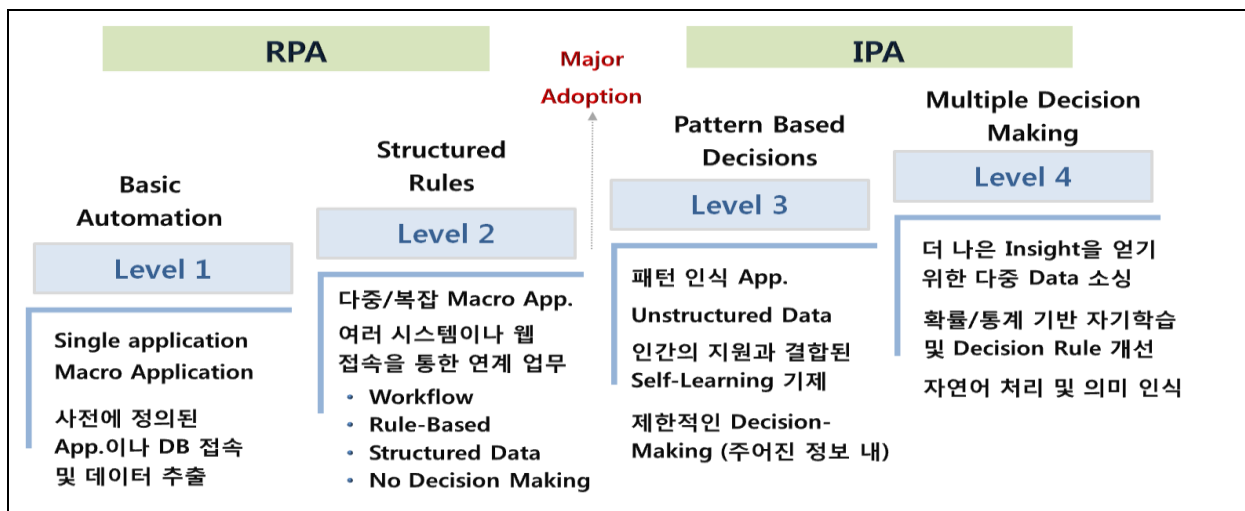 RPA
IPA
Major
Adoption
Basic
Automation
Level 1
Single application
Macro Application
사전에 정의된
App.이나 DB 접속
및 데이터 추출
Structured
Rules
Level 2
다중/복잡 Macro App.
여러 시스템이나 웹
접속을 통한 연계 업무
• Workflow
• Rule-Based
• Structured Data
• No Decision Making
Pattern Based
Decisions
Level 3
패턴 인식 App.
Unstructured Data
인간의 지원과 결합된
Self-Learning 기제
제한적인 Decision-
Making (주어진 정보 내)
Multiple Decision
Making
Level 4
더 나은 Insight을 얻기
위한 다중 Data 소싱
확률/통계 기반 자기학습
및 Decision Rule 개선
자연어 처리 및 의미 인식